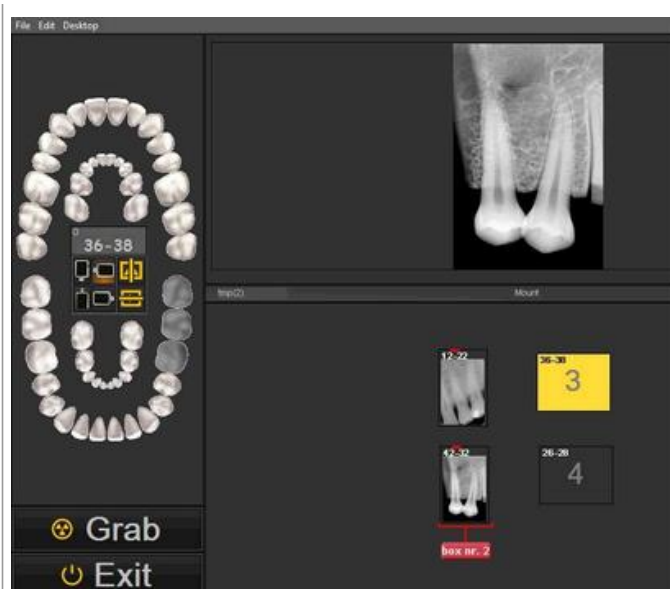 File Edit Desktop
0
36-38
tmp(2) Mount
12-22
36-38
3
42-32
26-28
4
box nr. 2
Grab
Exit